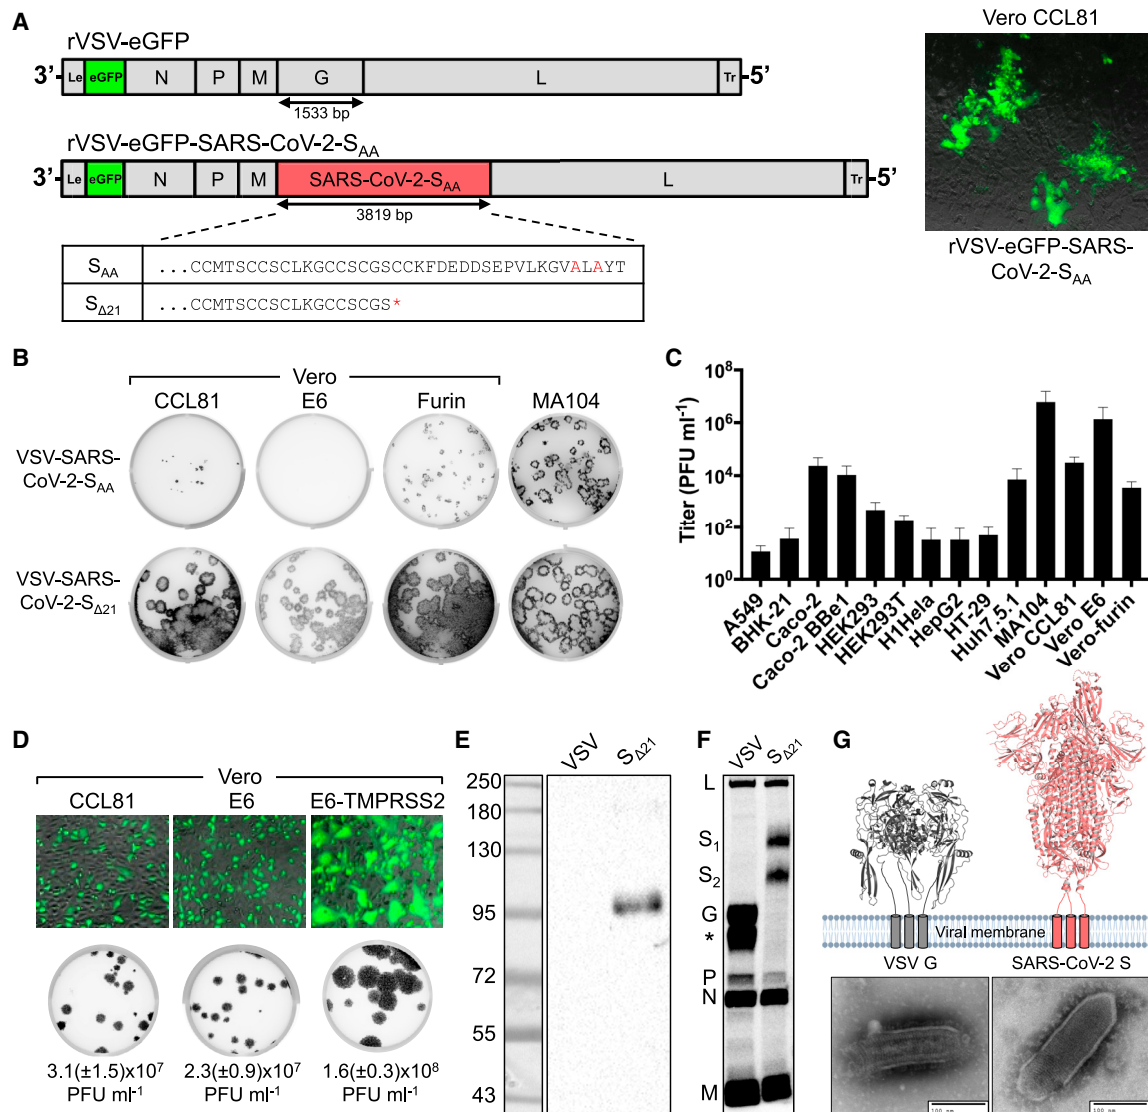 A
rVSV-eGFP
3’ Le eGFP N P M G L Tr 5’
1533 bp
rVSV-eGFP-SARS-CoV-2-SAA
3’ Le eGFP N P M SARS-CoV-2-SAA L Tr 5’
3819 bp
SAA ...CCMTSCCSCLKGCCSCGSCCKFDEDDSEPVLKGVALAYT
SΔ21 ...CCMTSCCSCLKGCCSCGS*
Vero CCL81
rVSV-eGFP-SARS-
CoV-2-SAA
B
Vero
CCL81 E6 Furin MA104
VSV-SARS-
CoV-2-SAA
VSV-SARS-
CoV-2-SΔ21
C
Titer (PFU ml-1)
10^8
10^6
10^4
10^2
10^0
A549
BHK-21
Caco-2
Caco-2 BBe1
HEK293
HEK293T
H1Hela
HepG2
HT-29
Huh7.5.1
MA104
Vero CCL81
Vero E6
Vero-furin
D
Vero
CCL81 E6 E6-TMPRSS2
3.1(±1.5)x10^7 2.3(±0.9)x10^7 1.6(±0.3)x10^8
PFU ml-1 PFU ml-1 PFU ml-1
E
VSV SΔ21
250
180
130
95
72
55
43
F
VSV SΔ21
L
S1
S2
G
*
P
N
M
G
Viral membrane
VSV G SARS-CoV-2 S
100 nm 100 nm